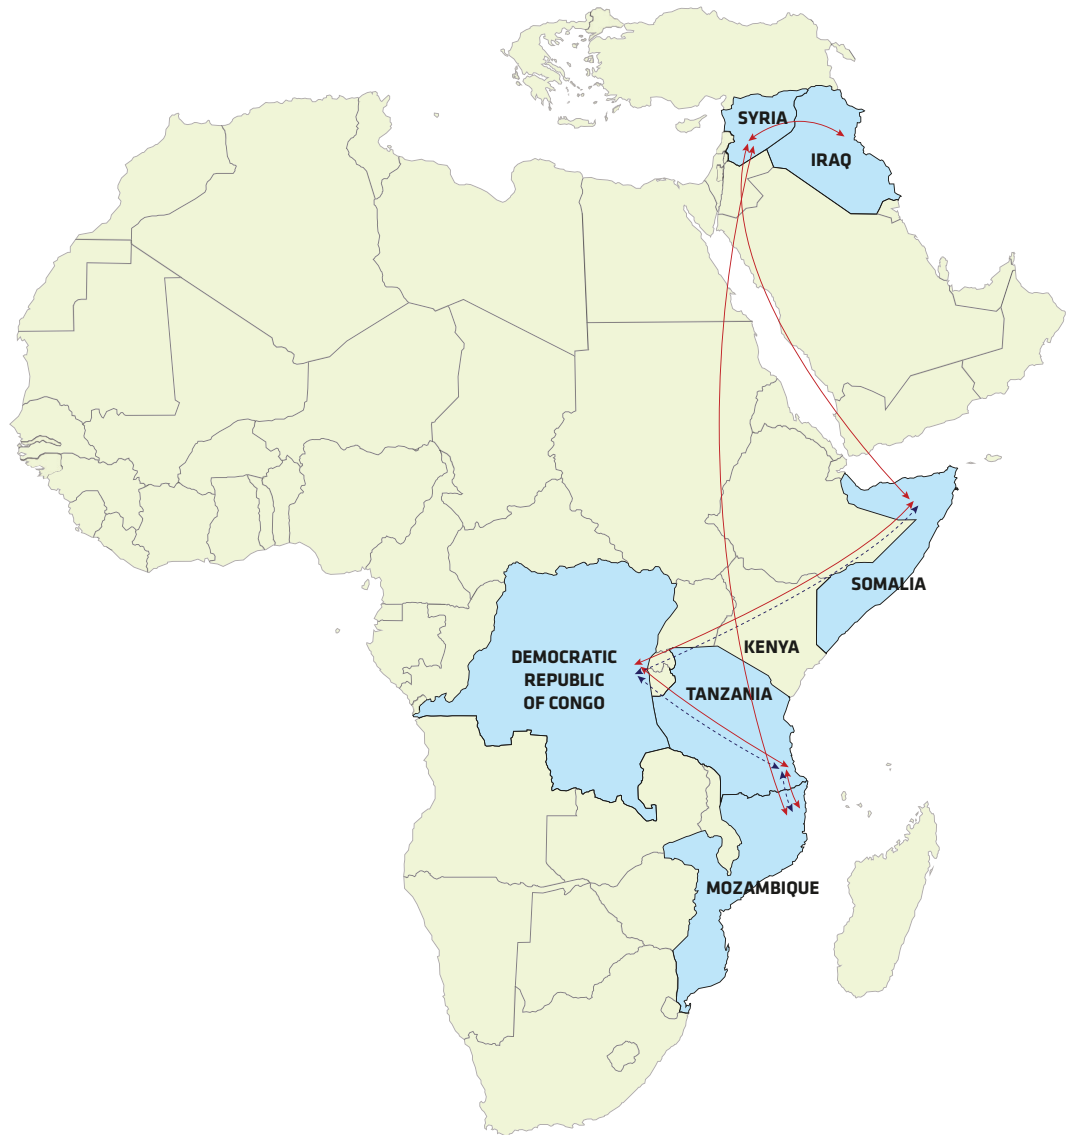 SYRIA
IRAQ
SOMALIA
KENYA
DEMOCRATIC
REPUBLIC
OF CONGO
TANZANIA
MOZAMBIQUE